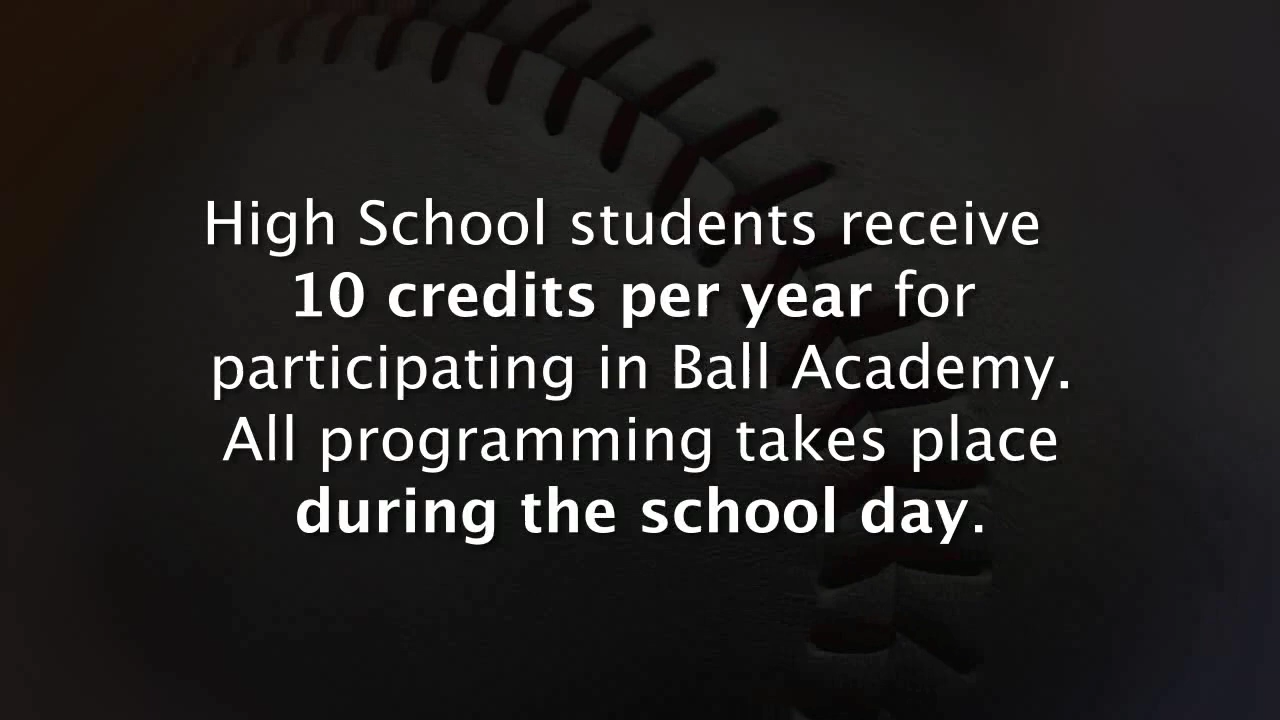 High School students receive
10 credits per year for
participating in Ball Academy.
All programming takes place
during the school day.